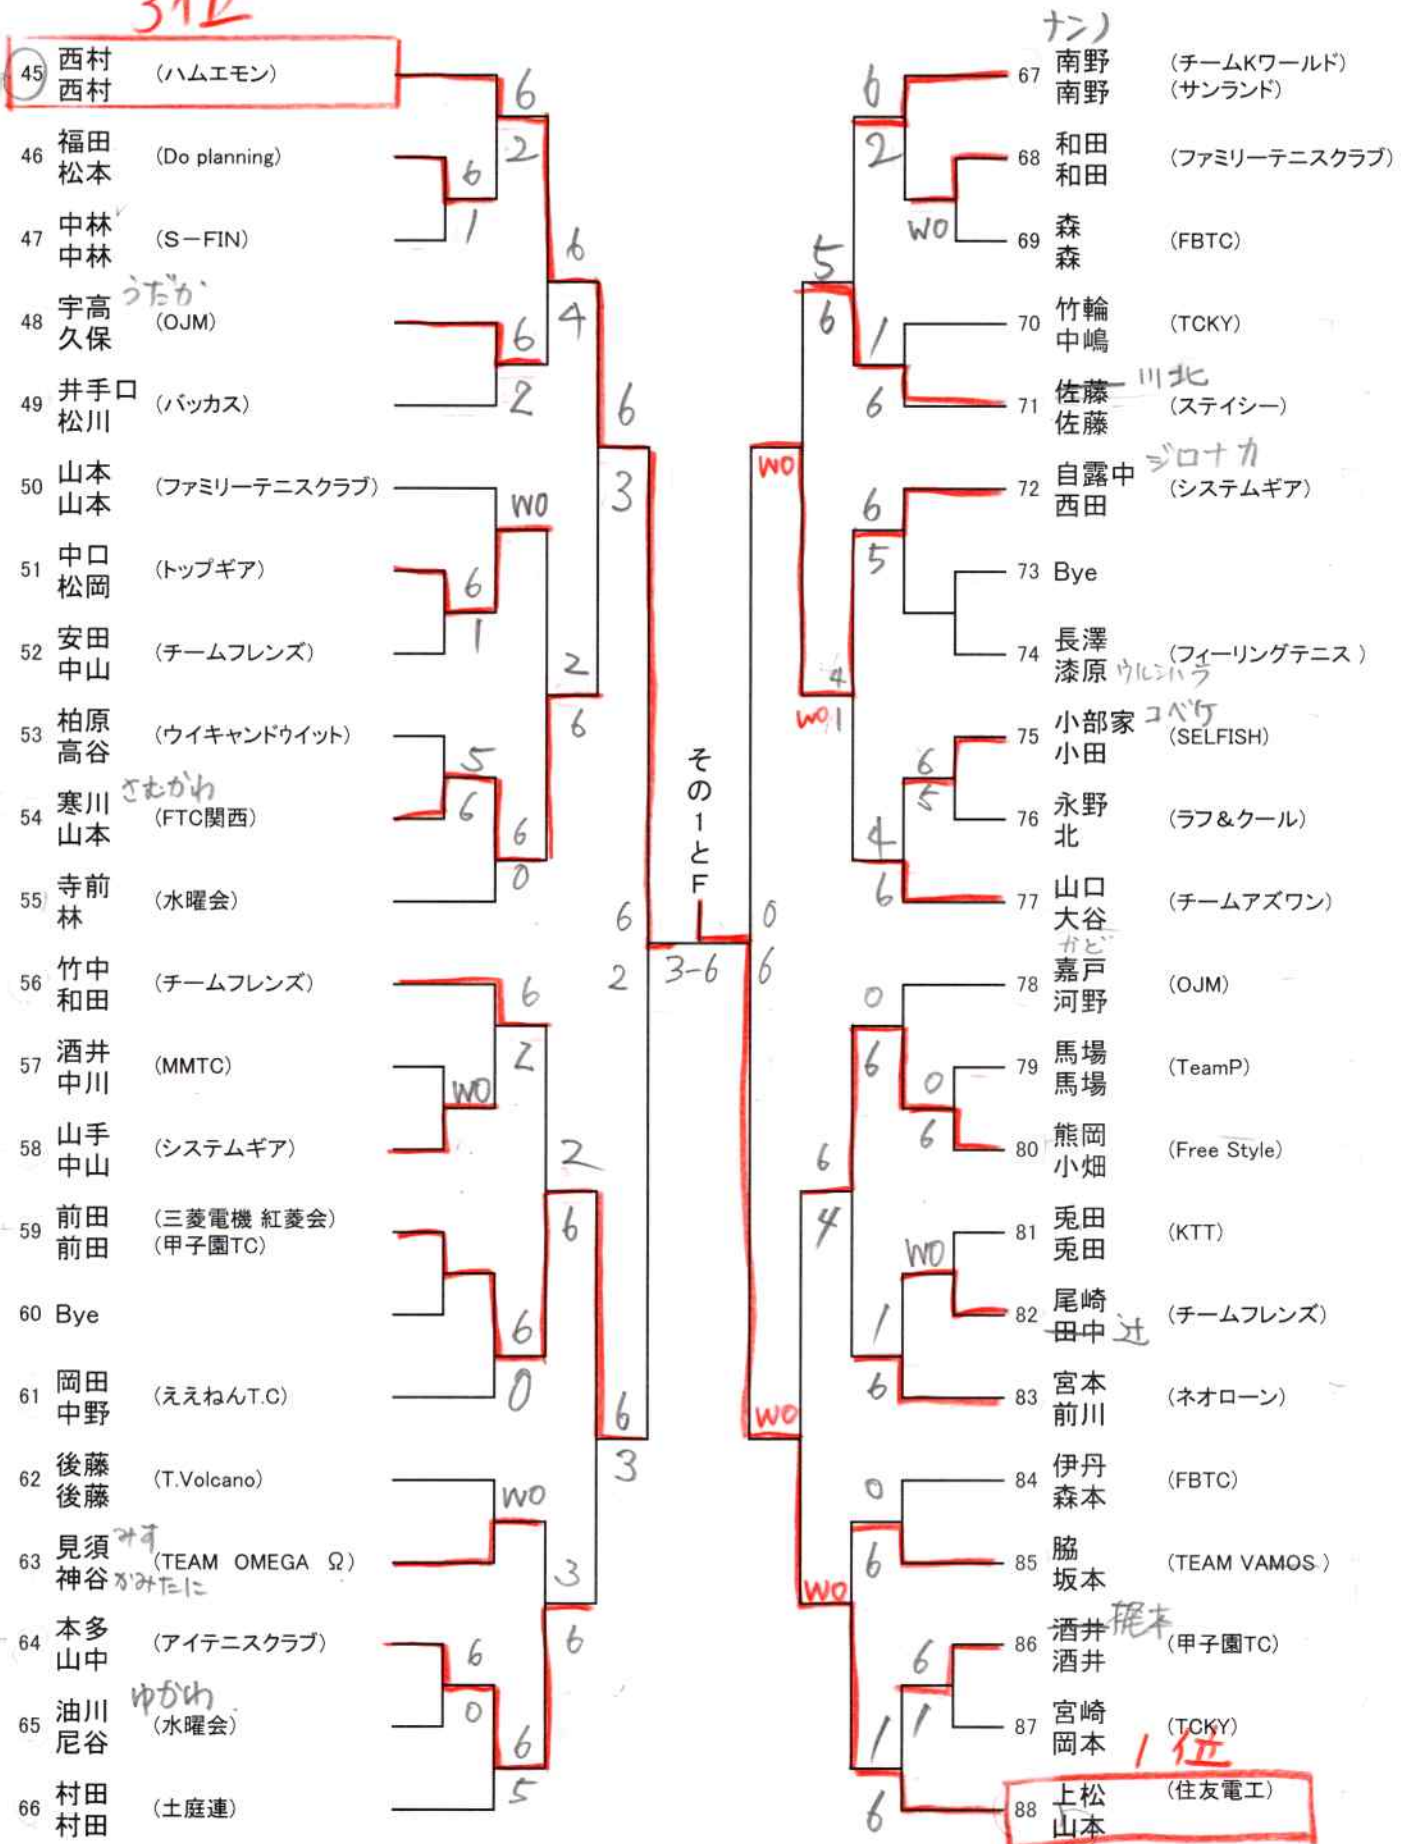 3位
45 西村 西村 (ハムエモン)
6
2
46 福田 松本 (Do planning)
6
1
47 中林 中林 (S-FIN)
6
4
48 宇高 久保 うだか (OJM)
6
2
49 井手口 松川 (バッカス)
6
3
50 山本 山本 (ファミリーテニスクラブ)
WO
51 中口 松岡 (トップギア)
6
1
52 安田 中山 (チームフレンズ)
2
6
53 柏原 高谷 (ウイキャンドゥイット)
5
6
54 寒川 山本 さむかわ (FTC関西)
6
0
55 寺前 林 (水曜会)
6
2
56 竹中 和田 (チームフレンズ)
6
2
57 酒井 中川 (MMTC)
WO
58 山手 中山 (システムギア)
2
6
59 前田 前田 (三菱電機 紅菱会) (甲子園TC)
60 Bye
6
0
61 岡田 中野 (ええねんT.C)
6
3
62 後藤 後藤 (T.Volcano)
WO
63 見須 神谷 みす かみたに (TEAM OMEGA Ω)
3
6
64 本多 山中 (アイテニスクラブ)
6
0
65 油川 尼谷 ゆかわ (水曜会)
6
5
66 村田 村田 (土庭連)
その1とF
3-6
ナンノ
67 南野 南野 (チームKワールド) (サンランド)
6
2
68 和田 和田 (ファミリーテニスクラブ)
WO
69 森 森 (FBTC)
5
6
70 竹輪 中嶋 (TCKY)
1
6
71 佐藤 川北 佐藤 (ステイシー)
WO
72 自露中 西田 ジロナカ (システムギア)
6
5
73 Bye
74 長澤 漆原 ウルシハラ (フィーリングテニス )
4
WO 1
75 小部家 小田 コベケ (SELFISH)
6
5
76 永野 北 (ラフ&クール)
4
6
77 山口 大谷 (チームアズワン)
0
6
かど
78 嘉戸 河野 (OJM)
0
6
79 馬場 馬場 (TeamP)
0
6
80 熊岡 小畑 (Free Style)
6
4
81 兎田 兎田 (KTT)
WO
82 尾崎 田中 辻 (チームフレンズ)
1
6
83 宮本 前川 (ネオローン)
WO
84 伊丹 森本 (FBTC)
0
6
85 脇 坂本 (TEAM VAMOS )
WO
86 酒井 梶本 酒井 (甲子園TC)
6
1
87 宮崎 岡本 (TCKY)
1
6
1位
88 上松 山本 (住友電工)